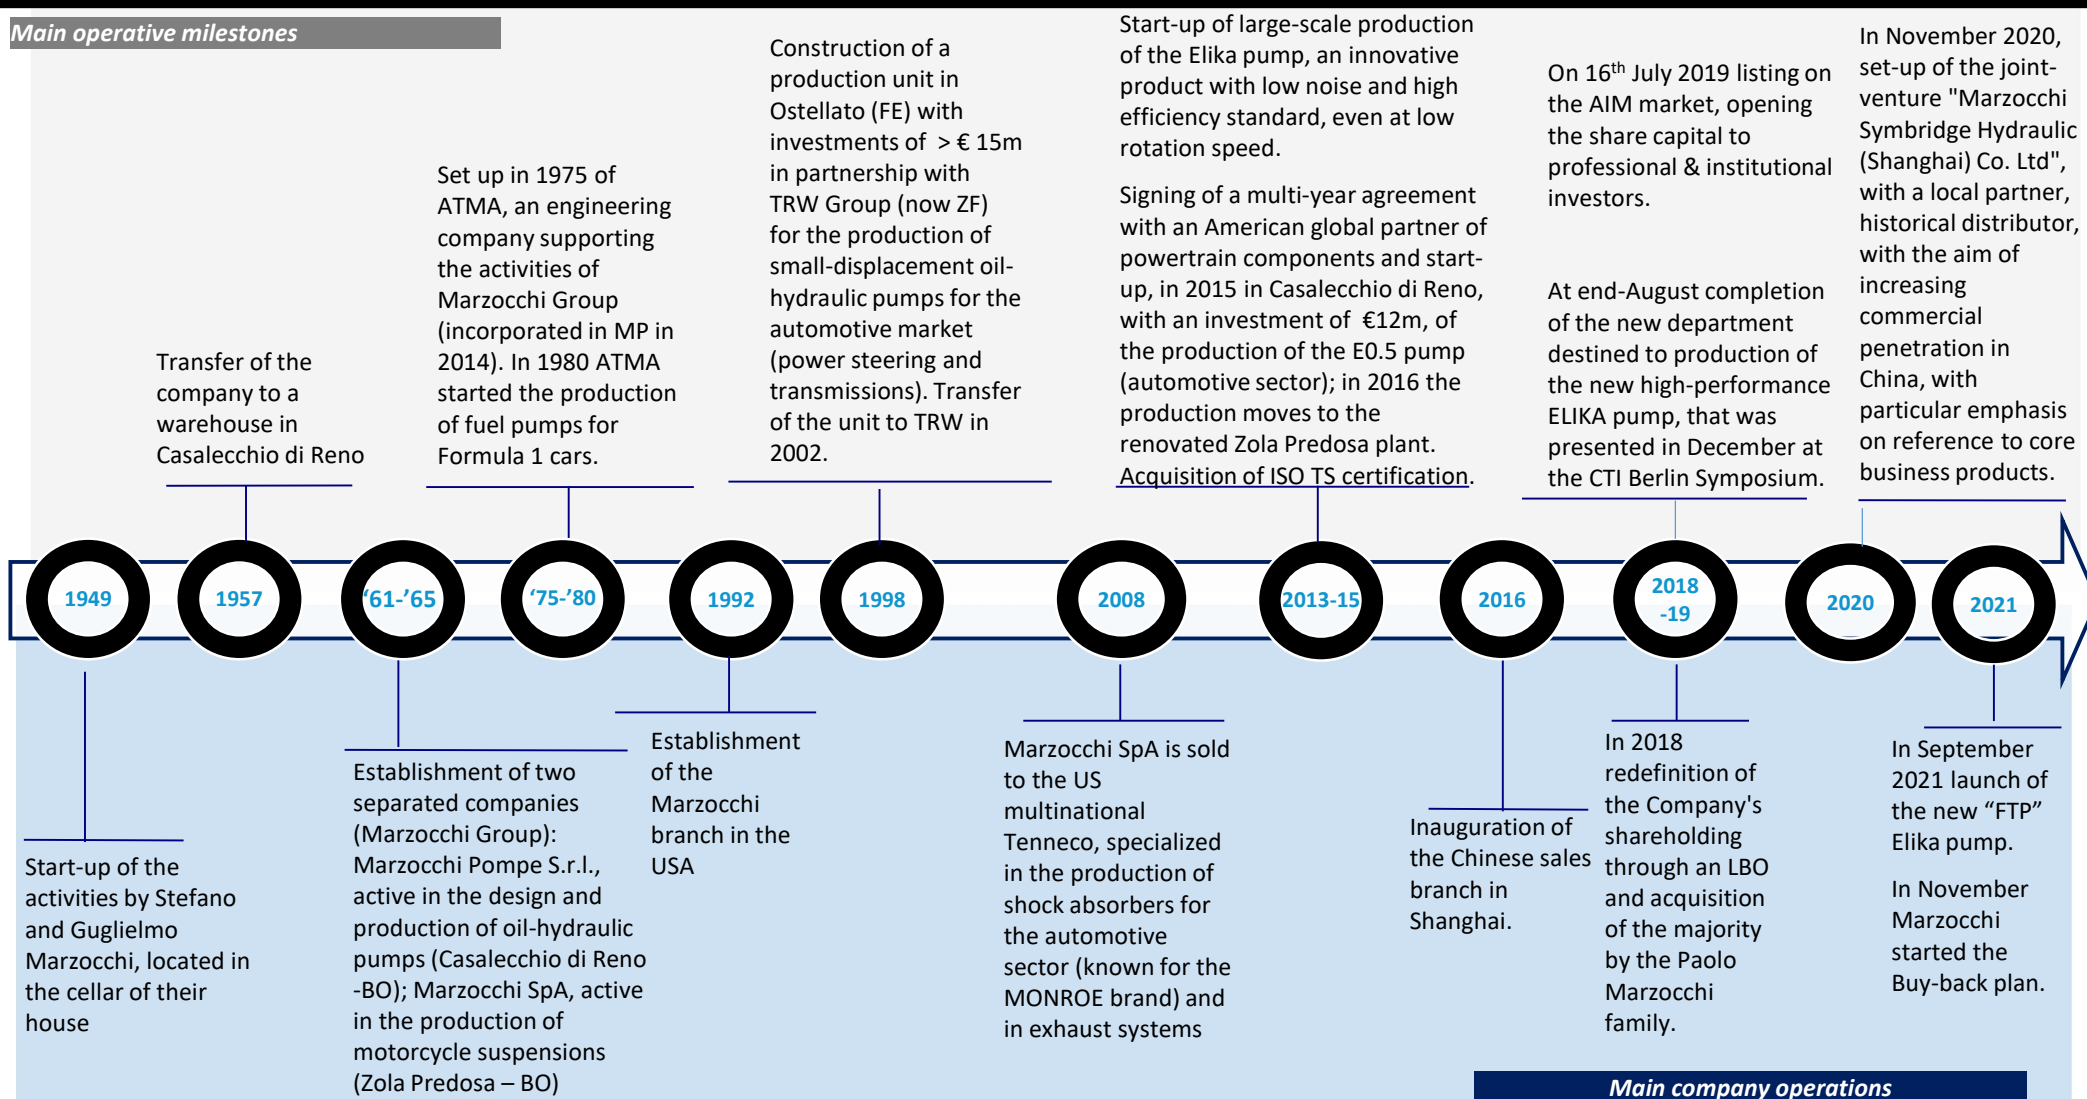 Main operative milestones
Transfer of the
company to a
warehouse in
Casalecchio di Reno
Set up in 1975 of
ATMA, an engineering
company supporting
the activities of
Marzocchi Group
(incorporated in MP in
2014). In 1980 ATMA
started the production
of fuel pumps for
Formula 1 cars.
Construction of a
production unit in
Ostellato (FE) with
investments of > € 15m
in partnership with
TRW Group (now ZF)
for the production of
small-displacement oil-
hydraulic pumps for the
automotive market
(power steering and
transmissions). Transfer
of the unit to TRW in
2002.
Start-up of large-scale production
of the Elika pump, an innovative
product with low noise and high
efficiency standard, even at low
rotation speed.
Signing of a multi-year agreement
with an American global partner of
powertrain components and start-
up, in 2015 in Casalecchio di Reno,
with an investment of €12m, of
the production of the E0.5 pump
(automotive sector); in 2016 the
production moves to the
renovated Zola Predosa plant.
Acquisition of ISO TS certification.
On 16th July 2019 listing on
the AIM market, opening
the share capital to
professional & institutional
investors.
At end-August completion
of the new department
destined to production of
the new high-performance
ELIKA pump, that was
presented in December at
the CTI Berlin Symposium.
In November 2020,
set-up of the joint-
venture "Marzocchi
Symbridge Hydraulic
(Shanghai) Co. Ltd",
with a local partner,
historical distributor,
with the aim of
increasing
commercial
penetration in
China, with
particular emphasis
on reference to core
business products.
1949
1957
‘61-’65
‘75-’80
1992
1998
2008
2013-15
2016
2018
-19
2020
2021
Start-up of the
activities by Stefano
and Guglielmo
Marzocchi, located in
the cellar of their
house
Establishment of two
separated companies
(Marzocchi Group):
Marzocchi Pompe S.r.l.,
active in the design and
production of oil-hydraulic
pumps (Casalecchio di Reno
-BO); Marzocchi SpA, active
in the production of
motorcycle suspensions
(Zola Predosa – BO)
Establishment
of the
Marzocchi
branch in the
USA
Marzocchi SpA is sold
to the US
multinational
Tenneco, specialized
in the production of
shock absorbers for
the automotive
sector (known for the
MONROE brand) and
in exhaust systems
Inauguration of
the Chinese sales
branch in
Shanghai.
In 2018
redefinition of
the Company's
shareholding
through an LBO
and acquisition
of the majority
by the Paolo
Marzocchi
family.
In September
2021 launch of
the new “FTP”
Elika pump.
In November
Marzocchi
started the
Buy-back plan.
Main company operations